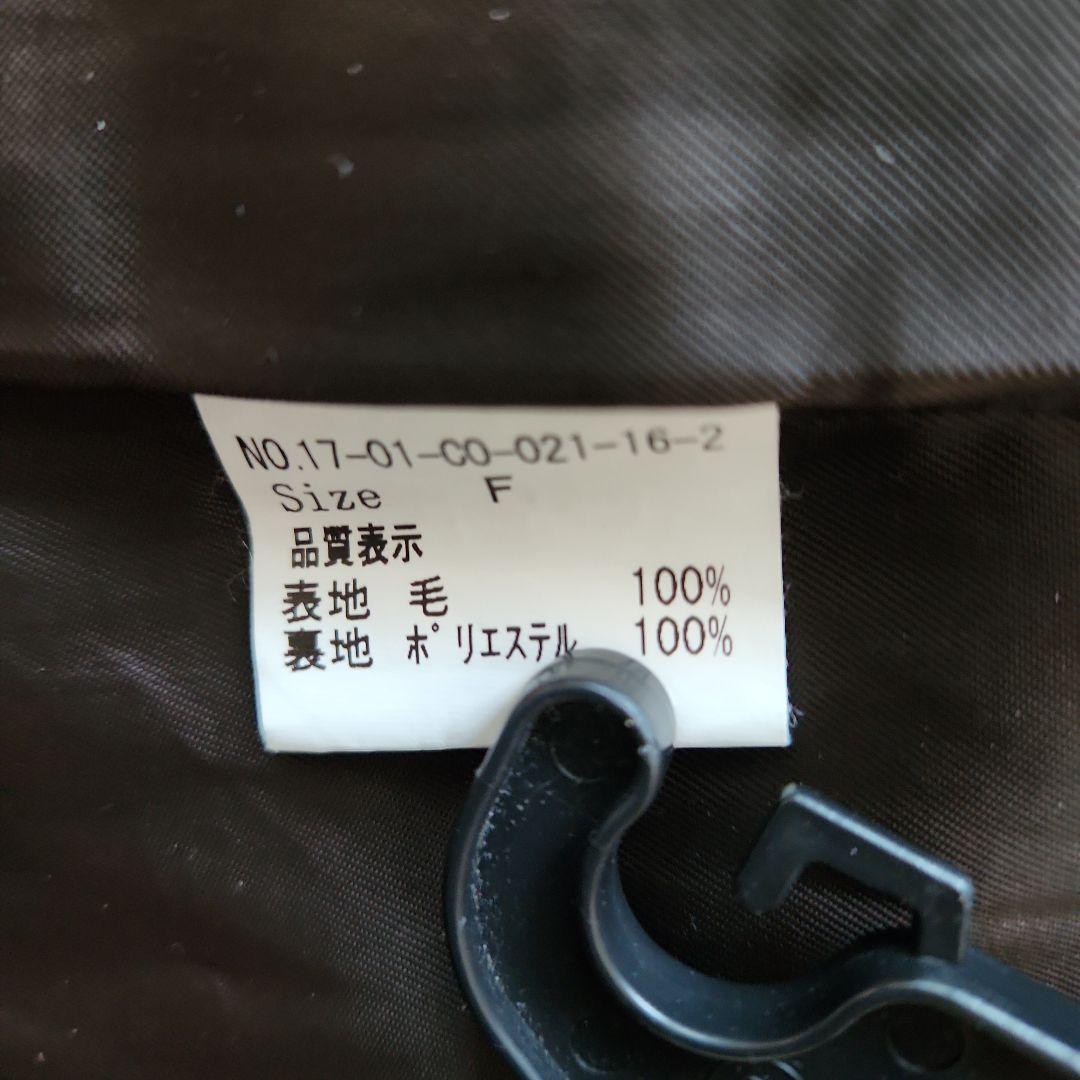 NO.17-01-CO-021-16-2
Size F
品質表示
表地 毛 100%
裏地 ポリエステル 100%